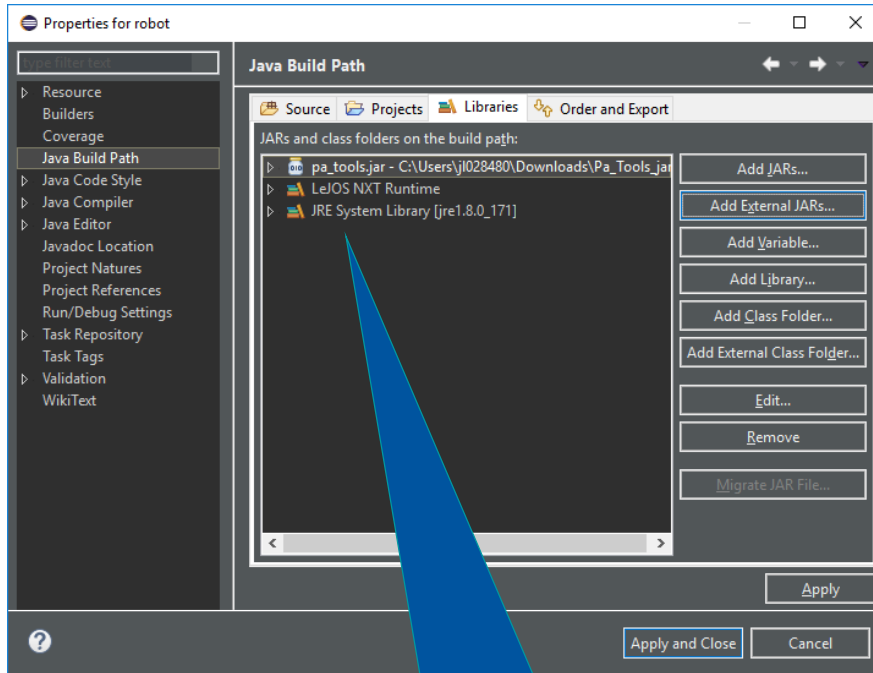 Properties for robot
type filter text
Java Build Path
Resource
Builders
Coverage
Java Build Path
Java Code Style
Java Compiler
Java Editor
Javadoc Location
Project Natures
Project References
Run/Debug Settings
Task Repository
Task Tags
Validation
WikiText
Source Projects Libraries Order and Export
JARs and class folders on the build path:
pa_tools.jar - C:\Users\jl028480\Downloads\Pa_Tools_jar
LeJOS NXT Runtime
JRE System Library [jre1.8.0_171]
Add JARs...
Add External JARs...
Add Variable...
Add Library...
Add Class Folder...
Add External Class Folder...
Edit...
Remove
Migrate JAR File...
Apply
Apply and Close Cancel